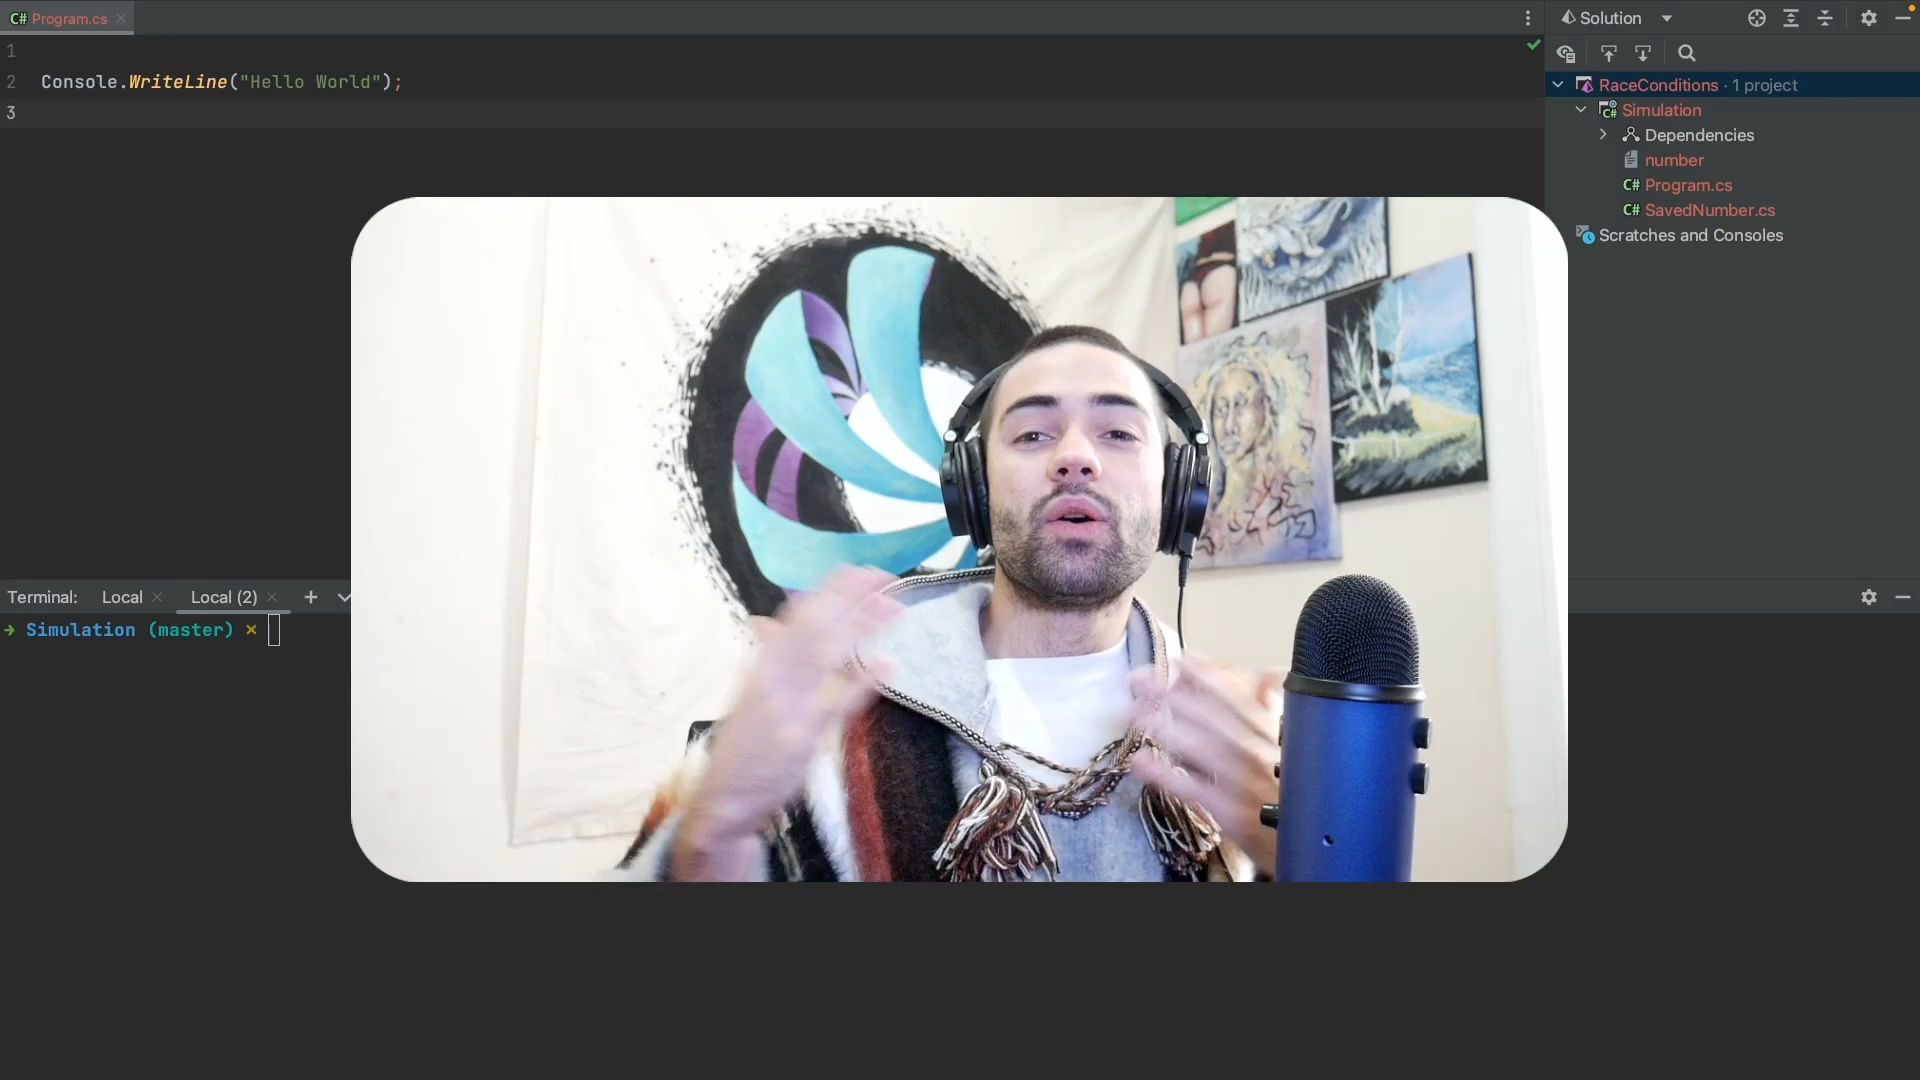 C# Program.cs
Solution
1
2 Console.WriteLine("Hello World");
3
RaceConditions · 1 project
C# Simulation
Dependencies
number
C# Program.cs
C# SavedNumber.cs
Scratches and Consoles
Terminal: Local Local (2)
Simulation (master)